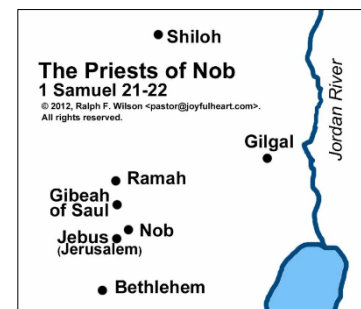 Shiloh
The Priests of Nob
1 Samuel 21-22
© 2012, Ralph F. Wilson <pastor@joyfulheart.com>.
All rights reserved.
Jordan River
Gilgal
Ramah
Gibeah
of Saul
Nob
Jebus
(Jerusalem)
Bethlehem